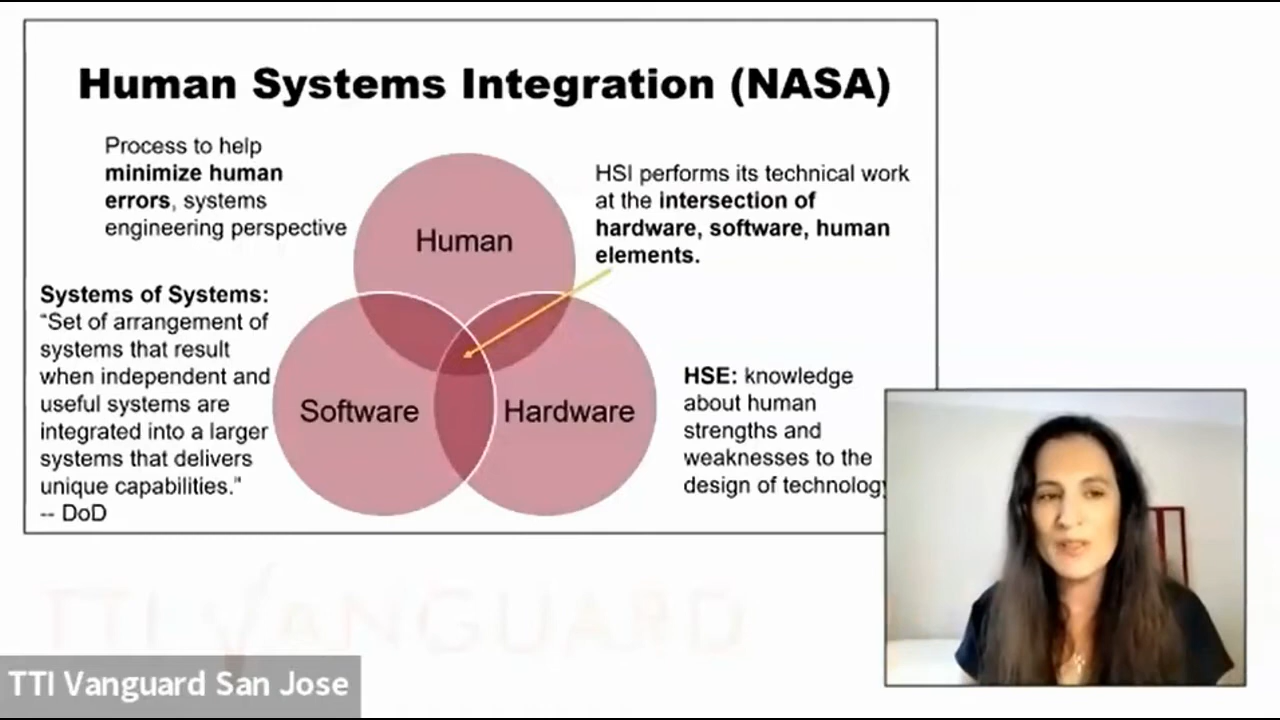 Human Systems Integration (NASA)
Process to help
minimize human
errors, systems
engineering perspective
HSI performs its technical work
at the intersection of
hardware, software, human
elements.
Human
Systems of Systems:
“Set of arrangement of
systems that result
when independent and
useful systems are
integrated into a larger
systems that delivers
unique capabilities.”
-- DoD
Software
Hardware
HSE: knowledge
about human
strengths and
weaknesses to the
design of technology
TTI VANGUARD
TTI Vanguard San Jose